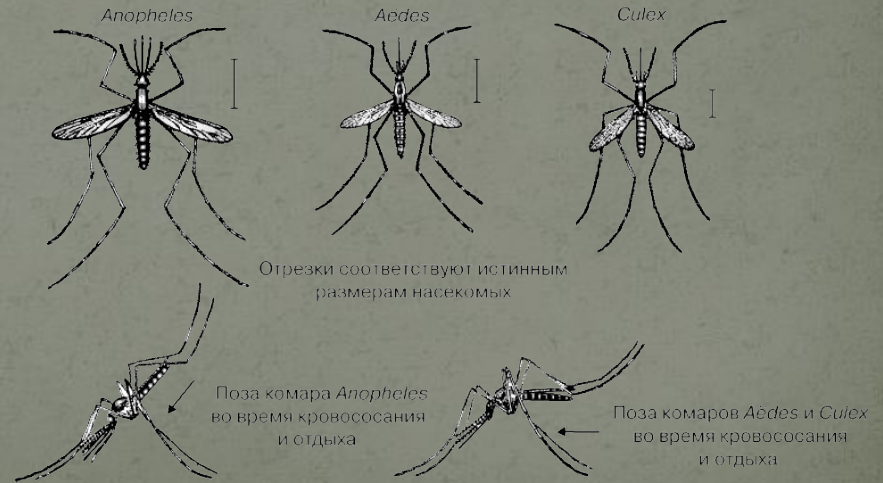 Anopheles
Aëdes
Culex
Отрезки соответствуют истинным
размерам насекомых
Поза комара Anopheles
во время кровососания
и отдыха
Поза комаров Aëdes и Culex
во время кровососания
и отдыха